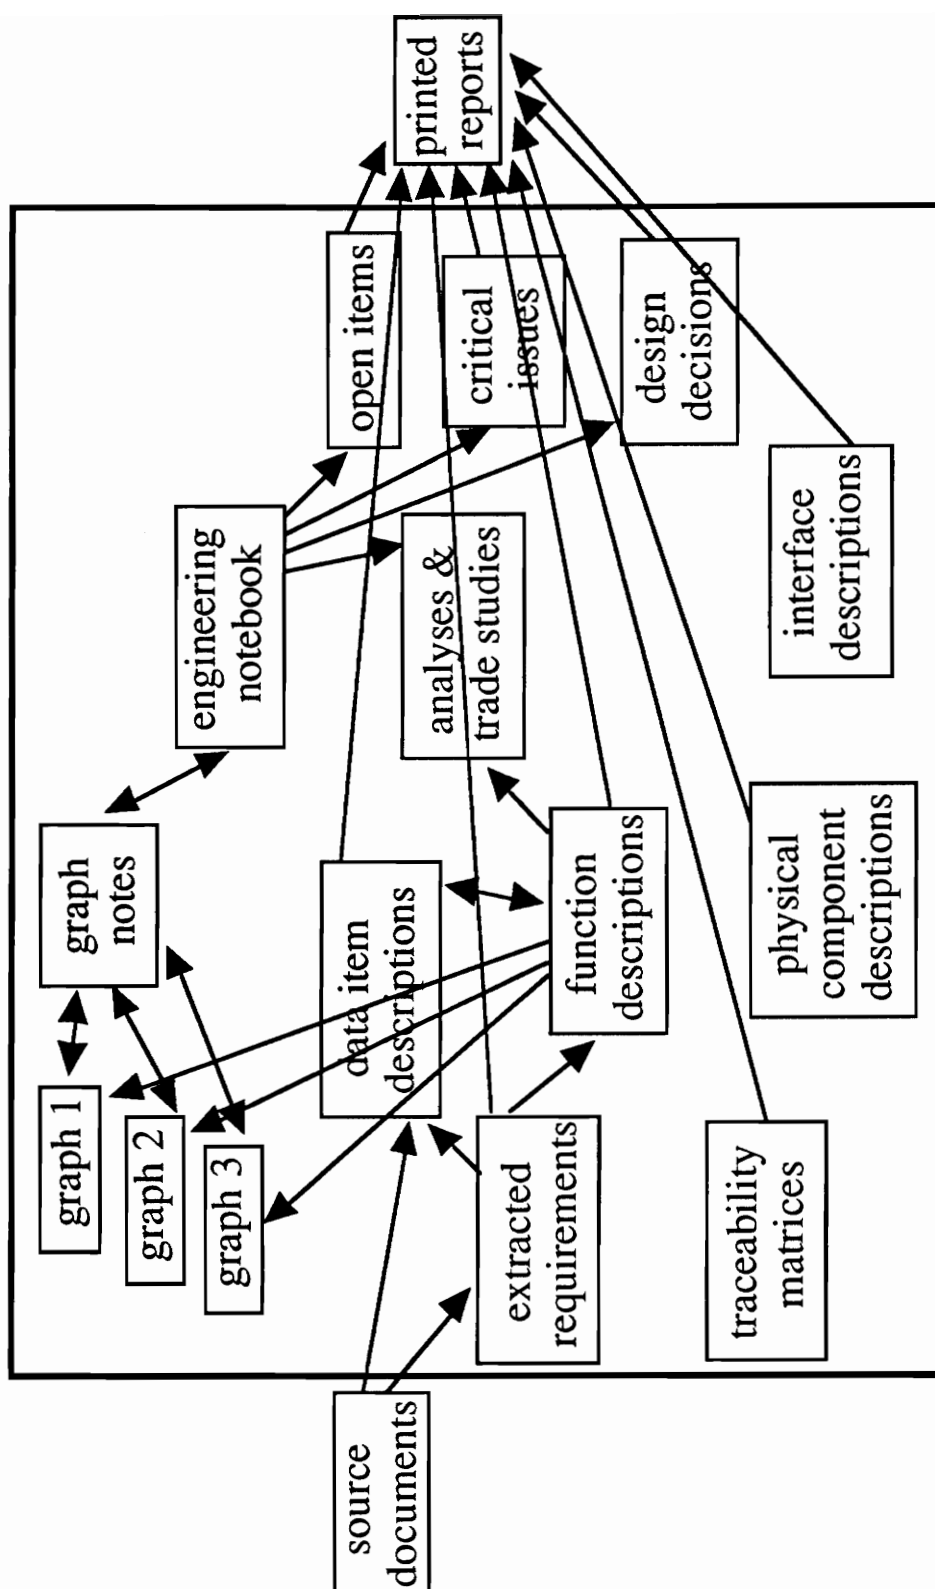 source
documents
graph 1
graph 2
graph 3
graph
notes
engineering
notebook
open items
printed
reports
data item
descriptions
analyses &
trade studies
critical
issues
extracted
requirements
function
descriptions
design
decisions
traceability
matrices
physical
component
descriptions
interface
descriptions